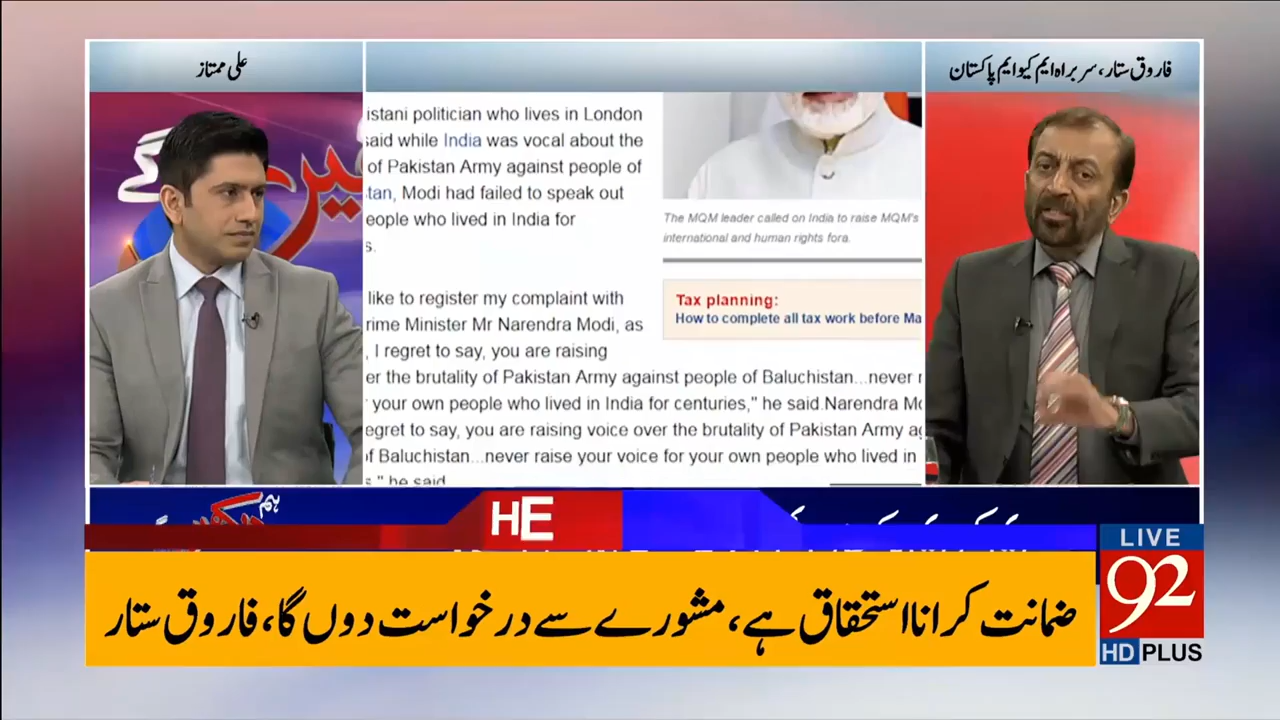 علی ممتاز
فاروق ستار، سربراہ ایم کیو ایم پاکستان
istani politician who lives in London
said while India was vocal about the
of Pakistan Army against people of
tan, Modi had failed to speak out
eople who lived in India for
s.
like to register my complaint with
rime Minister Mr Narendra Modi, as
, I regret to say, you are raising
er the brutality of Pakistan Army against people of Baluchistan...never r
your own people who lived in India for centuries," he said.Narendra Mo
egret to say, you are raising voice over the brutality of Pakistan Army ag
of Baluchistan...never raise your voice for your own people who lived in
s," he said
The MQM leader called on India to raise MQM's
international and human rights fora.
Tax planning:
How to complete all tax work before Ma
ہم
HE
LIVE
92
HD PLUS
ضمانت کرانا استحقاق ہے، مشورے سے درخواست دوں گا، فاروق ستار